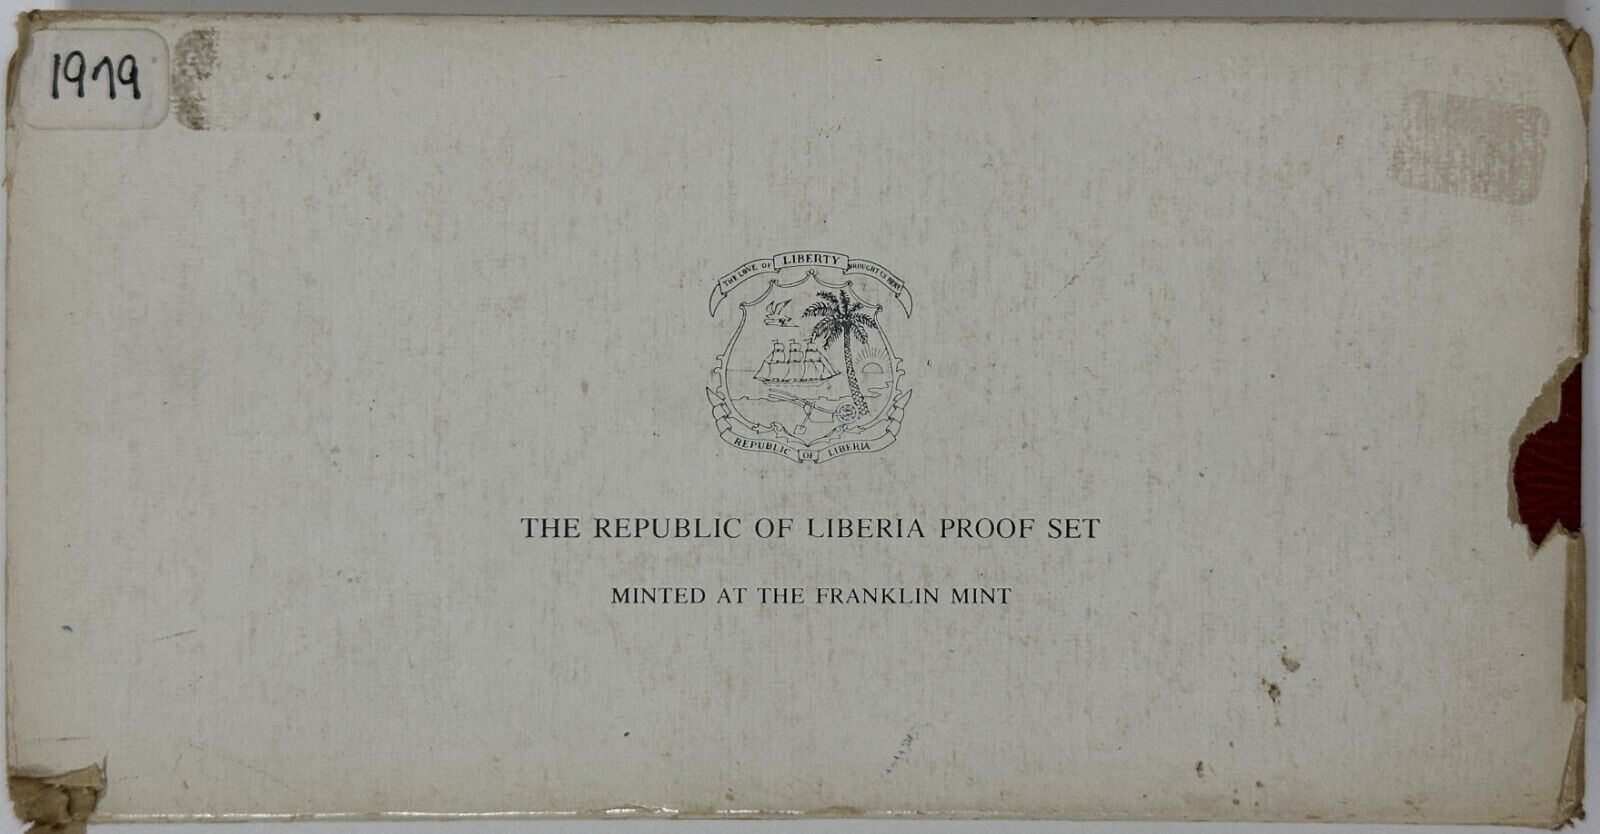 1979
THE LOVE OF LIBERTY BROUGHT US HERE
REPUBLIC OF LIBERIA
THE REPUBLIC OF LIBERIA PROOF SET
MINTED AT THE FRANKLIN MINT